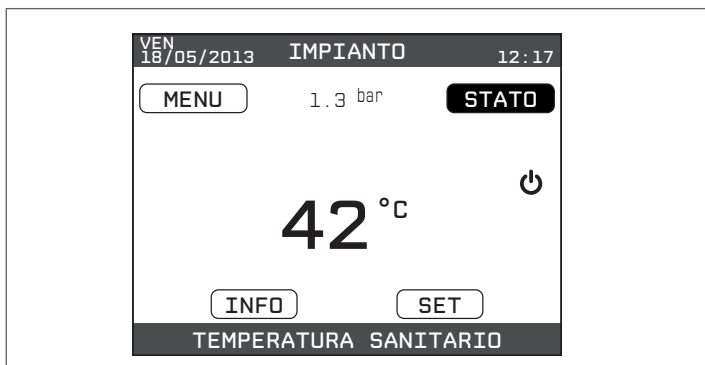 VEN
18/05/2013 IMPIANTO 12:17
MENU 1.3 bar STATO
42 °C
INFO SET
TEMPERATURA SANITARIO